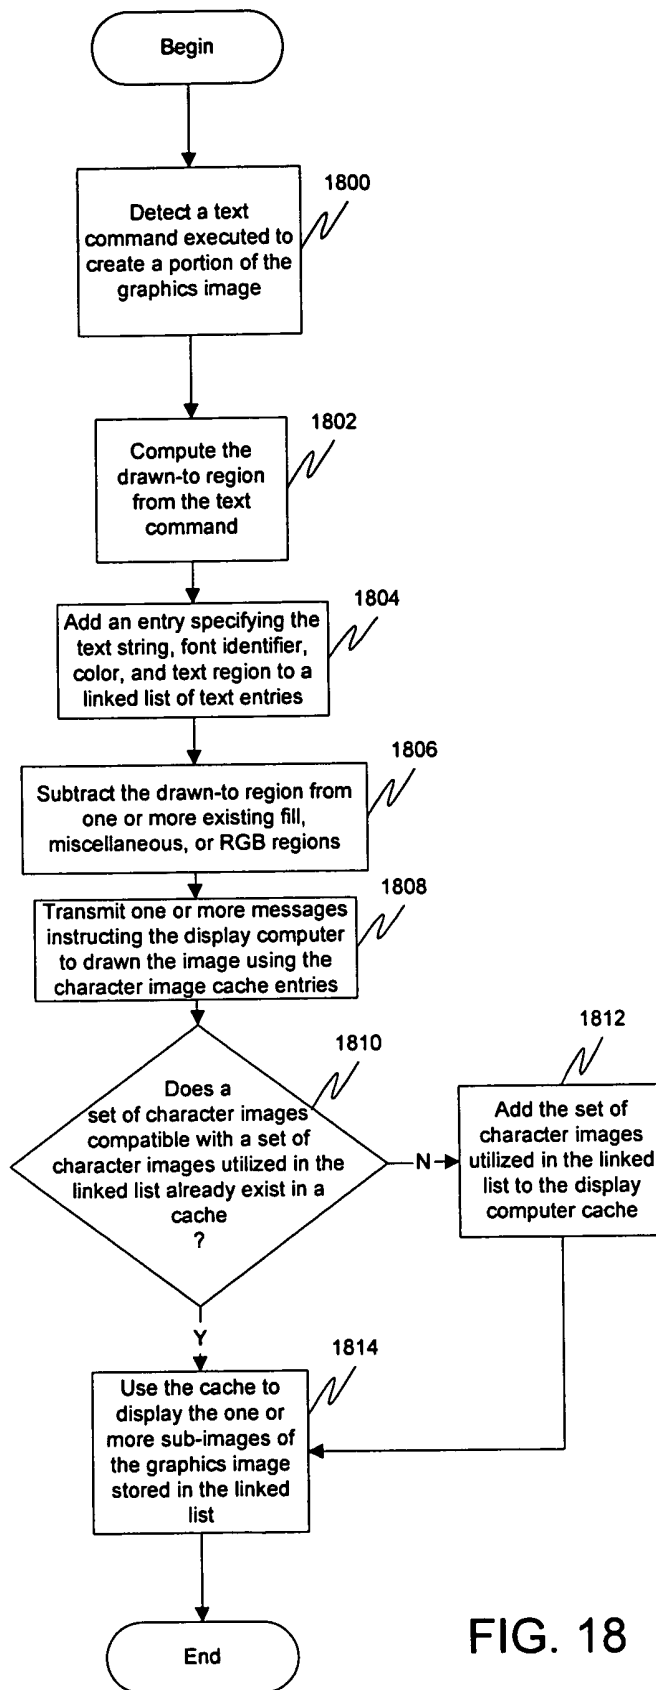 Begin
1800
Detect a text
command executed to
create a portion of the
graphics image
1802
Compute the
drawn-to region
from the text
command
1804
Add an entry specifying the
text string, font identifier,
color, and text region to a
linked list of text entries
1806
Subtract the drawn-to region from
one or more existing fill,
miscellaneous, or RGB regions
1808
Transmit one or more messages
instructing the display computer
to drawn the image using the
character image cache entries
1810
Does a
set of character images
compatible with a set of
character images utilized in the
linked list already exist in a
cache
?
N
1812
Add the set of
character images
utilized in the linked
list to the display
computer cache
Y
1814
Use the cache to
display the one or
more sub-images of
the graphics image
stored in the linked
list
End
FIG. 18